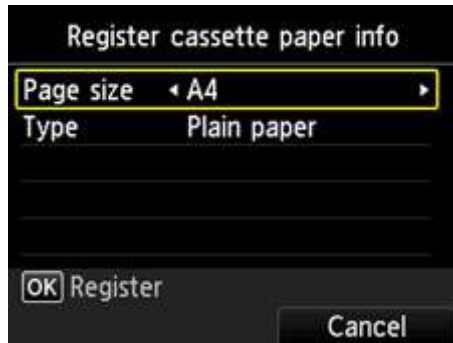 Register cassette paper info
Page size A4
Type Plain paper
OK Register
Cancel